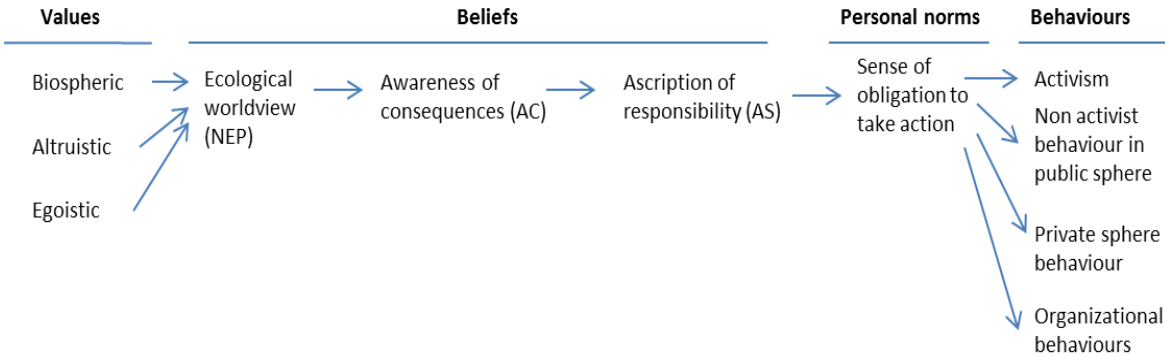 Values
Beliefs
Personal norms
Behaviours
Biospheric
Altruistic
Egoistic
Ecological
worldview
(NEP)
Awareness of
consequences (AC)
Ascription of
responsibility (AS)
Sense of
obligation to
take action
Activism
Non activist
behaviour in
public sphere
Private sphere
behaviour
Organizational
behaviours